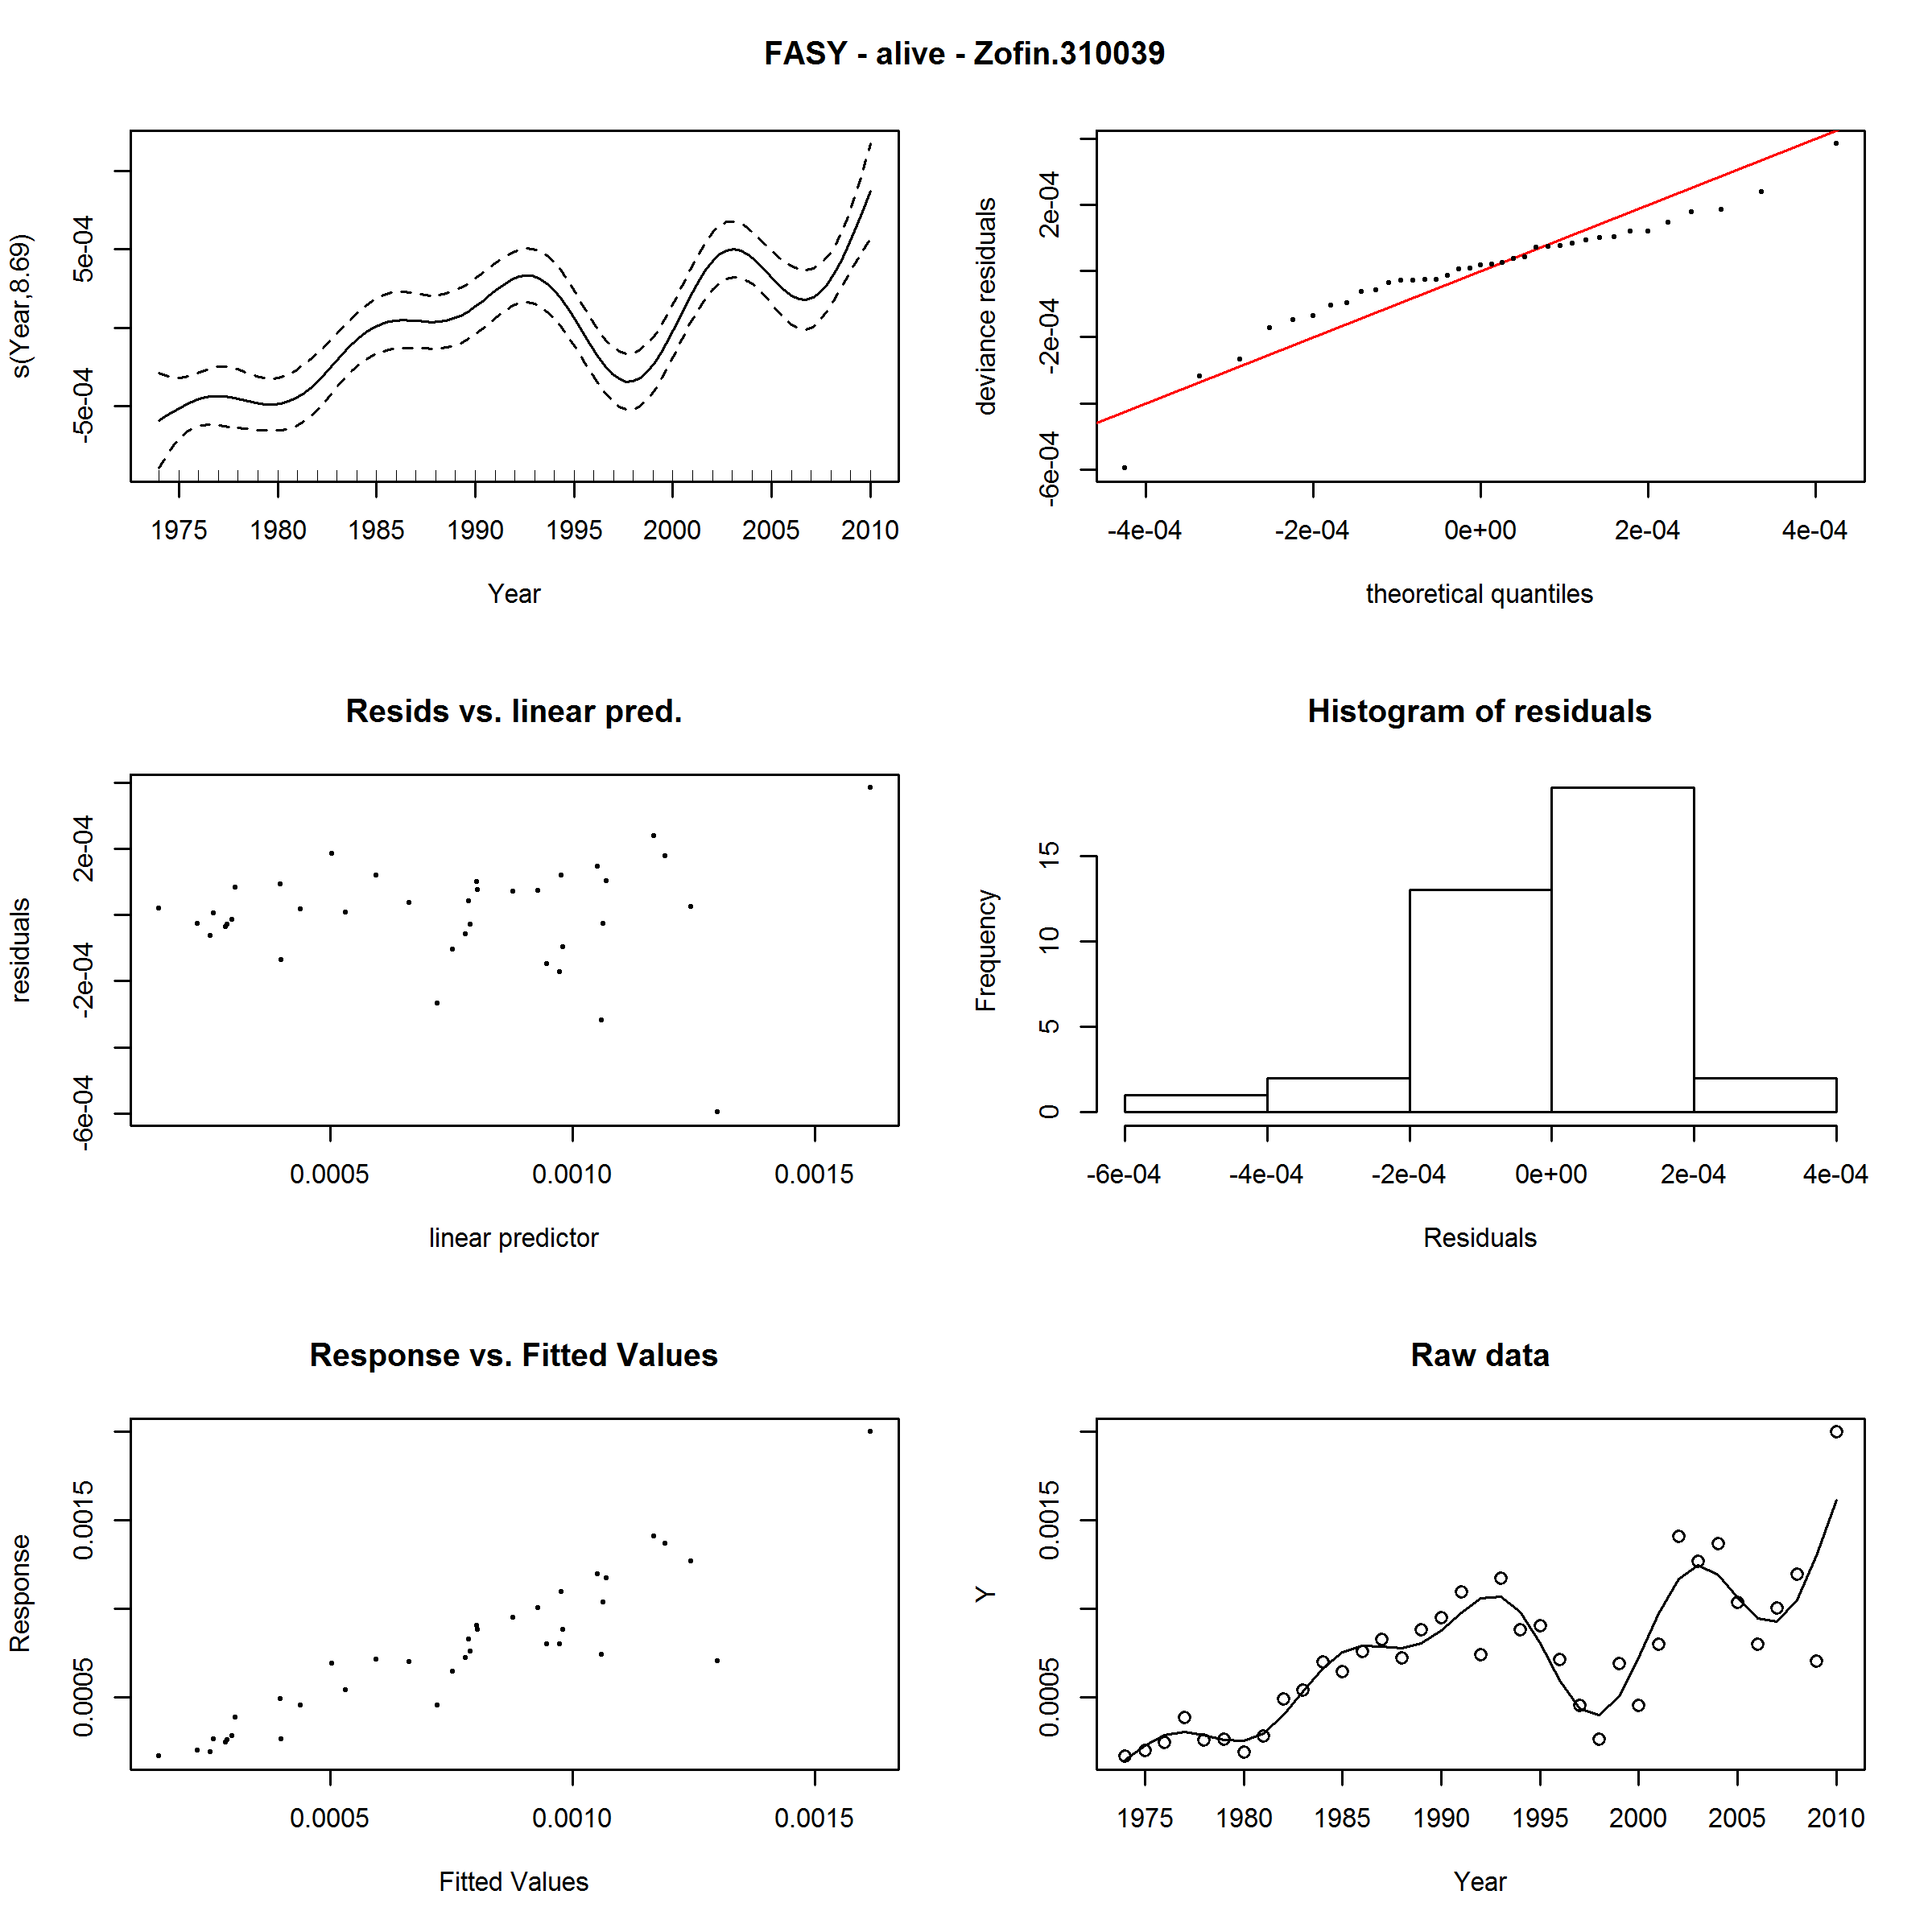 FASY - alive - Zofin.310039
s(Year,8.69)
5e-04
-5e-04
1975 1980 1985 1990 1995 2000 2005 2010
Year
deviance residuals
2e-04
-2e-04
-6e-04
-4e-04 -2e-04 0e+00 2e-04 4e-04
theoretical quantiles
Resids vs. linear pred.
residuals
2e-04
-2e-04
-6e-04
0.0005 0.0010 0.0015
linear predictor
Histogram of residuals
Frequency
15
10
5
0
-6e-04 -4e-04 -2e-04 0e+00 2e-04 4e-04
Residuals
Response vs. Fitted Values
Response
0.0015
0.0005
0.0005 0.0010 0.0015
Fitted Values
Raw data
Y
0.0015
0.0005
1975 1980 1985 1990 1995 2000 2005 2010
Year